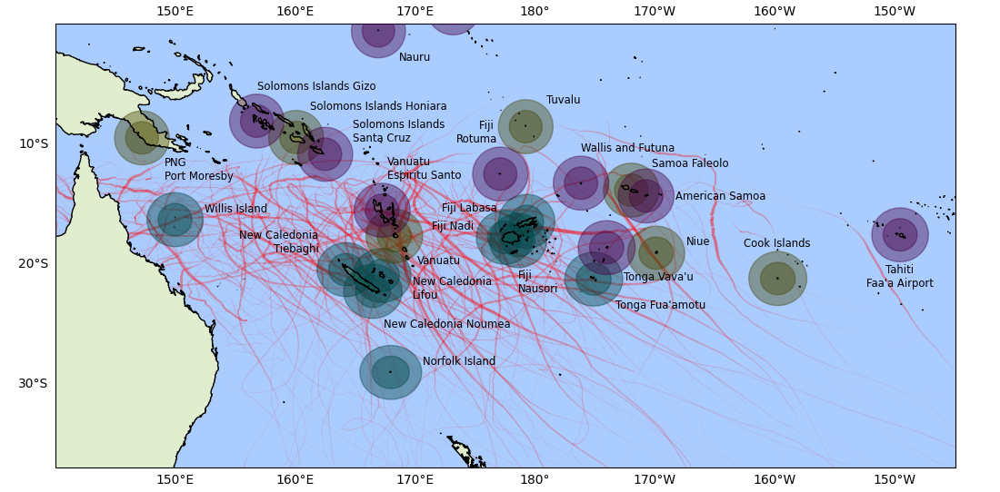 150°E 160°E 170°E 180° 170°W 160°W 150°W
Nauru
Solomons Islands Gizo
Solomons Islands Honiara
Tuvalu
Solomons Islands
Santa Cruz
Fiji
Rotuma
10°S
Wallis and Futuna
PNG
Port Moresby
Vanuatu
Espiritu Santo
Samoa Faleolo
American Samoa
Willis Island
Fiji Labasa
Fiji Nadi
New Caledonia
Tiebaghi
Niue
Cook Islands
20°S
Vanuatu
Fiji
Nausori
Tonga Vava'u
Tahiti
Faa'a Airport
New Caledonia
Lifou
Tonga Fua'amotu
New Caledonia Noumea
Norfolk Island
30°S
150°E 160°E 170°E 180° 170°W 160°W 150°W